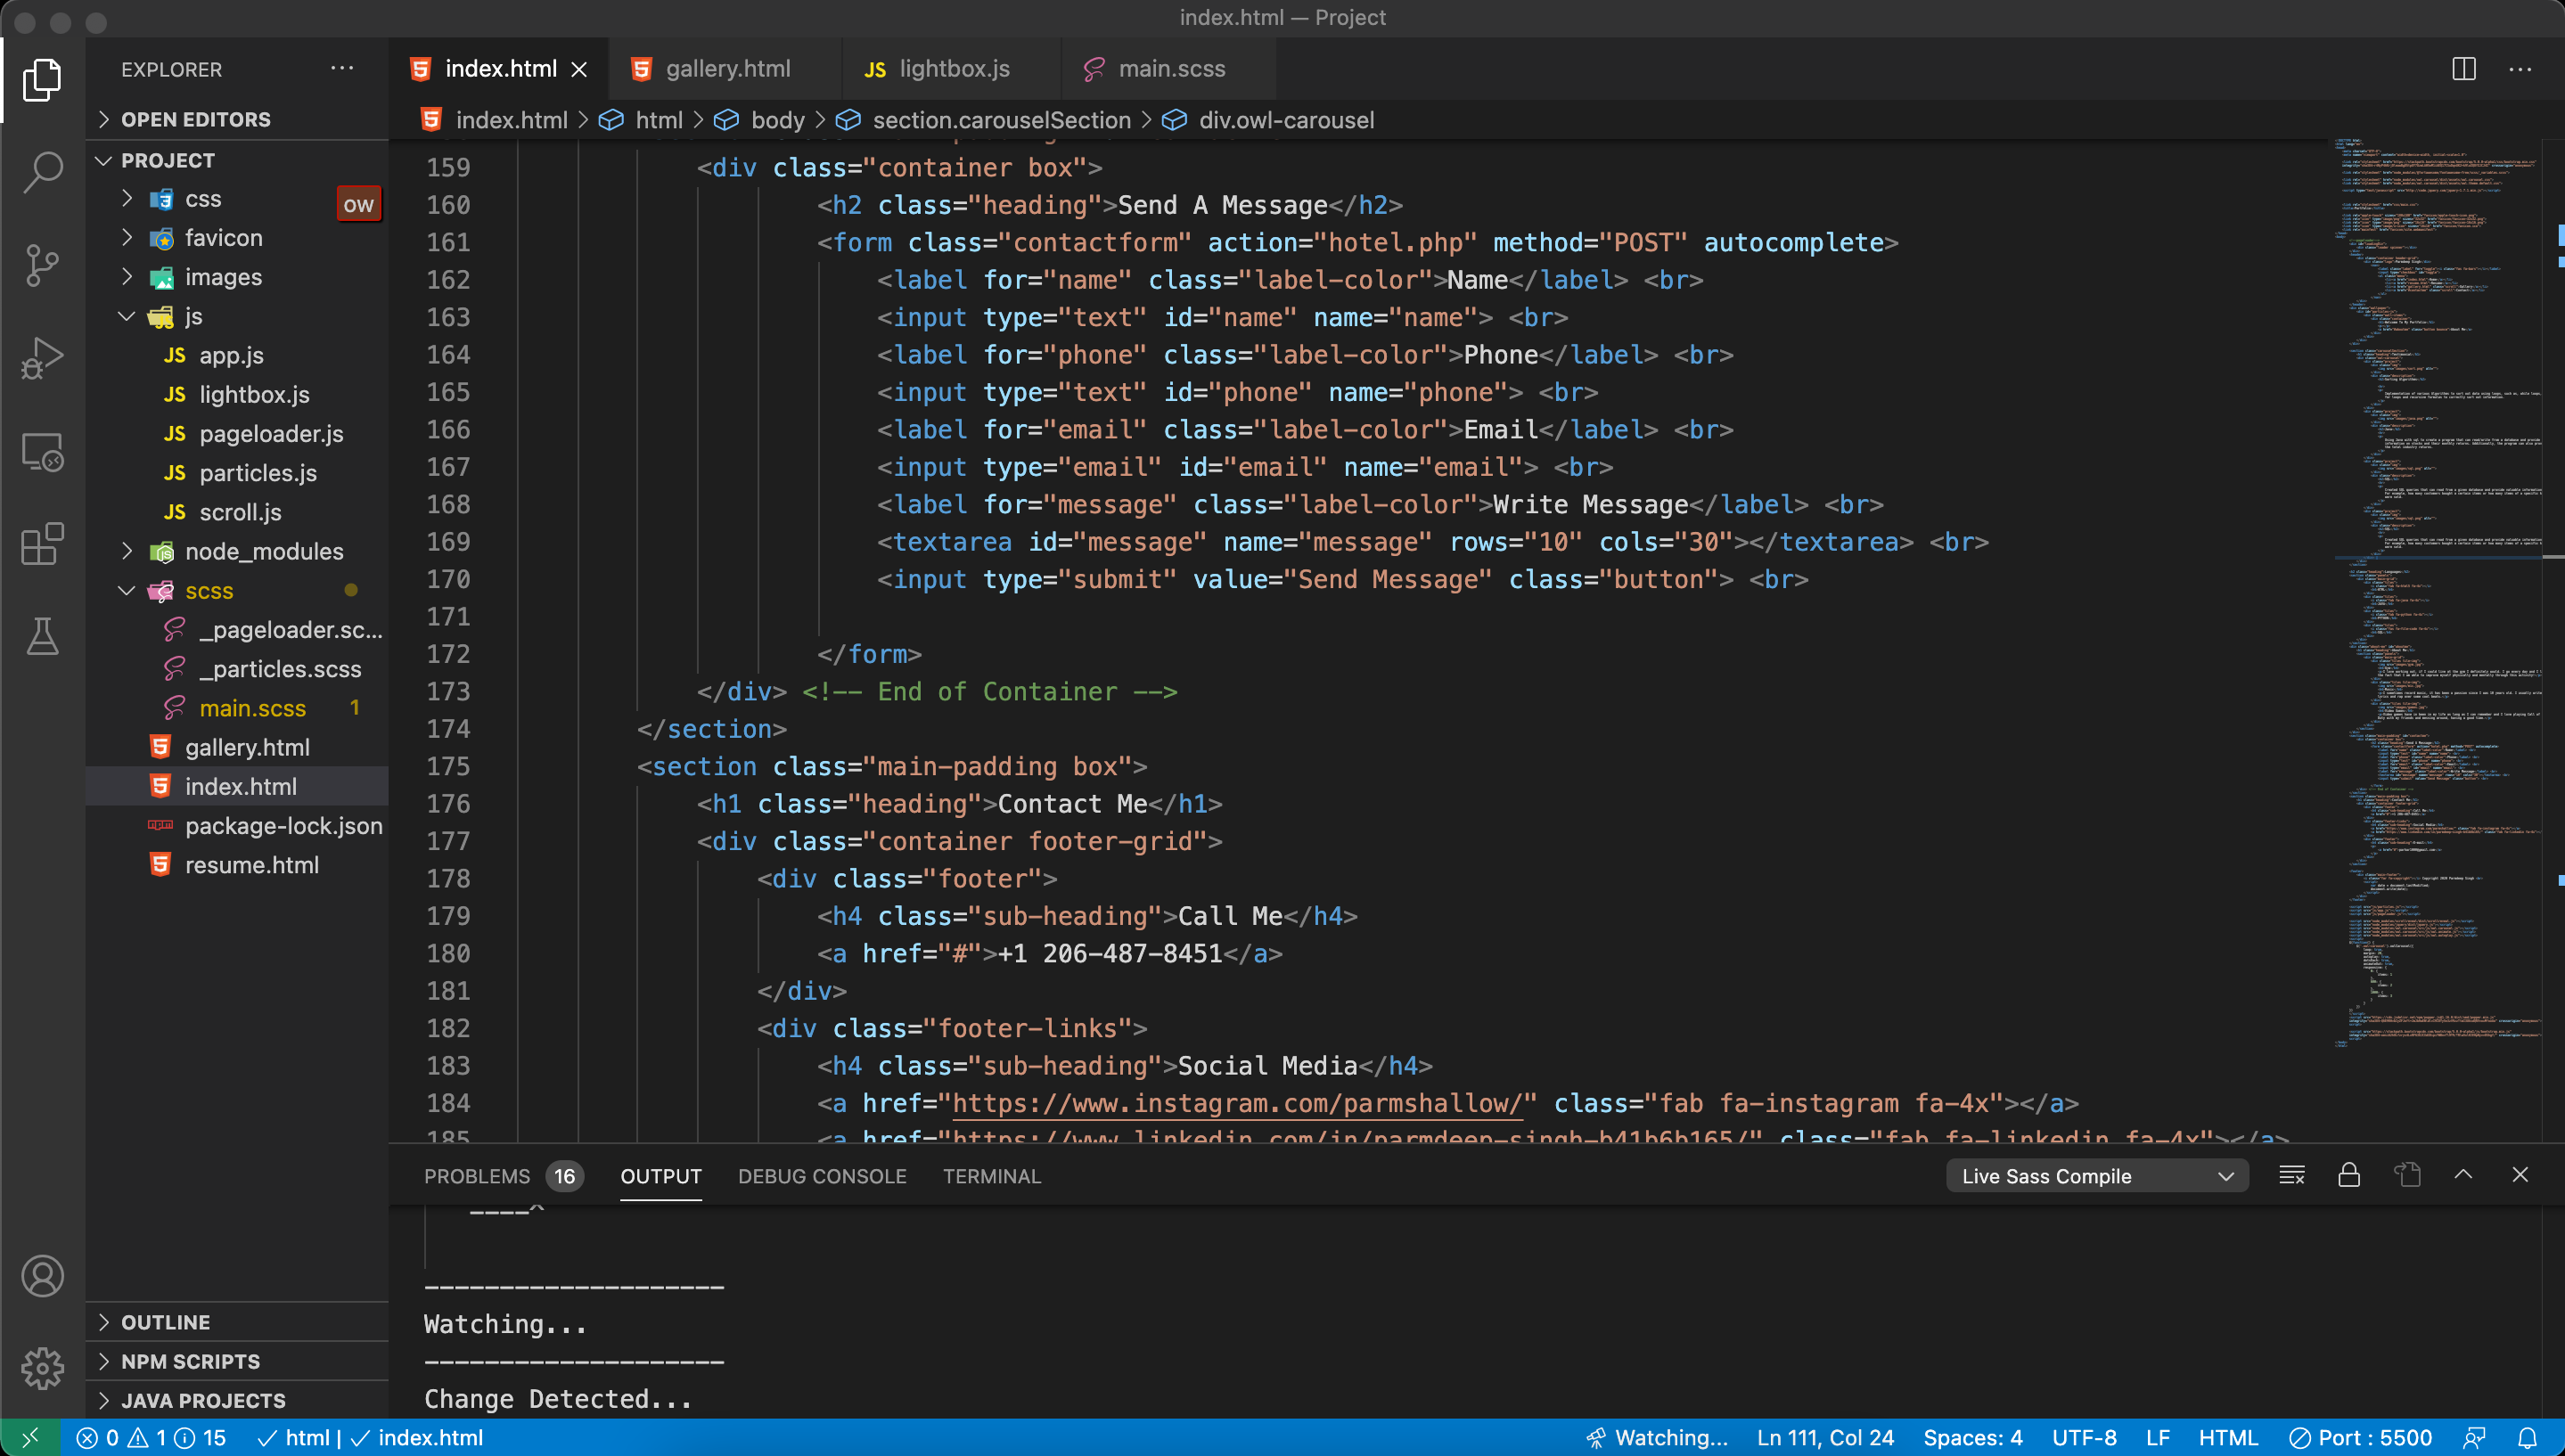 index.html — Project
EXPLORER
OPEN EDITORS
PROJECT
css
ow
favicon
images
js
JS app.js
JS lightbox.js
JS pageloader.js
JS particles.js
JS scroll.js
node_modules
scss
_pageloader.sc...
_particles.scss
main.scss 1
gallery.html
index.html
package-lock.json
resume.html
OUTLINE
NPM SCRIPTS
JAVA PROJECTS
index.html
gallery.html
JS lightbox.js
main.scss
index.html > html > body > section.carouselSection > div.owl-carousel
159 <div class="container box">
160 <h2 class="heading">Send A Message</h2>
161 <form class="contactform" action="hotel.php" method="POST" autocomplete>
162 <label for="name" class="label-color">Name</label> <br>
163 <input type="text" id="name" name="name"> <br>
164 <label for="phone" class="label-color">Phone</label> <br>
165 <input type="text" id="phone" name="phone"> <br>
166 <label for="email" class="label-color">Email</label> <br>
167 <input type="email" id="email" name="email"> <br>
168 <label for="message" class="label-color">Write Message</label> <br>
169 <textarea id="message" name="message" rows="10" cols="30"></textarea> <br>
170 <input type="submit" value="Send Message" class="button"> <br>
171
172 </form>
173 </div> <!-- End of Container -->
174 </section>
175 <section class="main-padding box">
176 <h1 class="heading">Contact Me</h1>
177 <div class="container footer-grid">
178 <div class="footer">
179 <h4 class="sub-heading">Call Me</h4>
180 <a href="#">+1 206-487-8451</a>
181 </div>
182 <div class="footer-links">
183 <h4 class="sub-heading">Social Media</h4>
184 <a href="https://www.instagram.com/parmshallow/" class="fab fa-instagram fa-4x"></a>
185 <a href="https://www.linkedin.com/in/parmdeep-singh-b41b6b165/" class="fab fa-linkedin fa-4x"></a>
PROBLEMS 16 OUTPUT DEBUG CONSOLE TERMINAL
Live Sass Compile
____^
--------------------
Watching...
--------------------
Change Detected...
0 1 15 html | index.html
Watching... Ln 111, Col 24 Spaces: 4 UTF-8 LF HTML Port : 5500